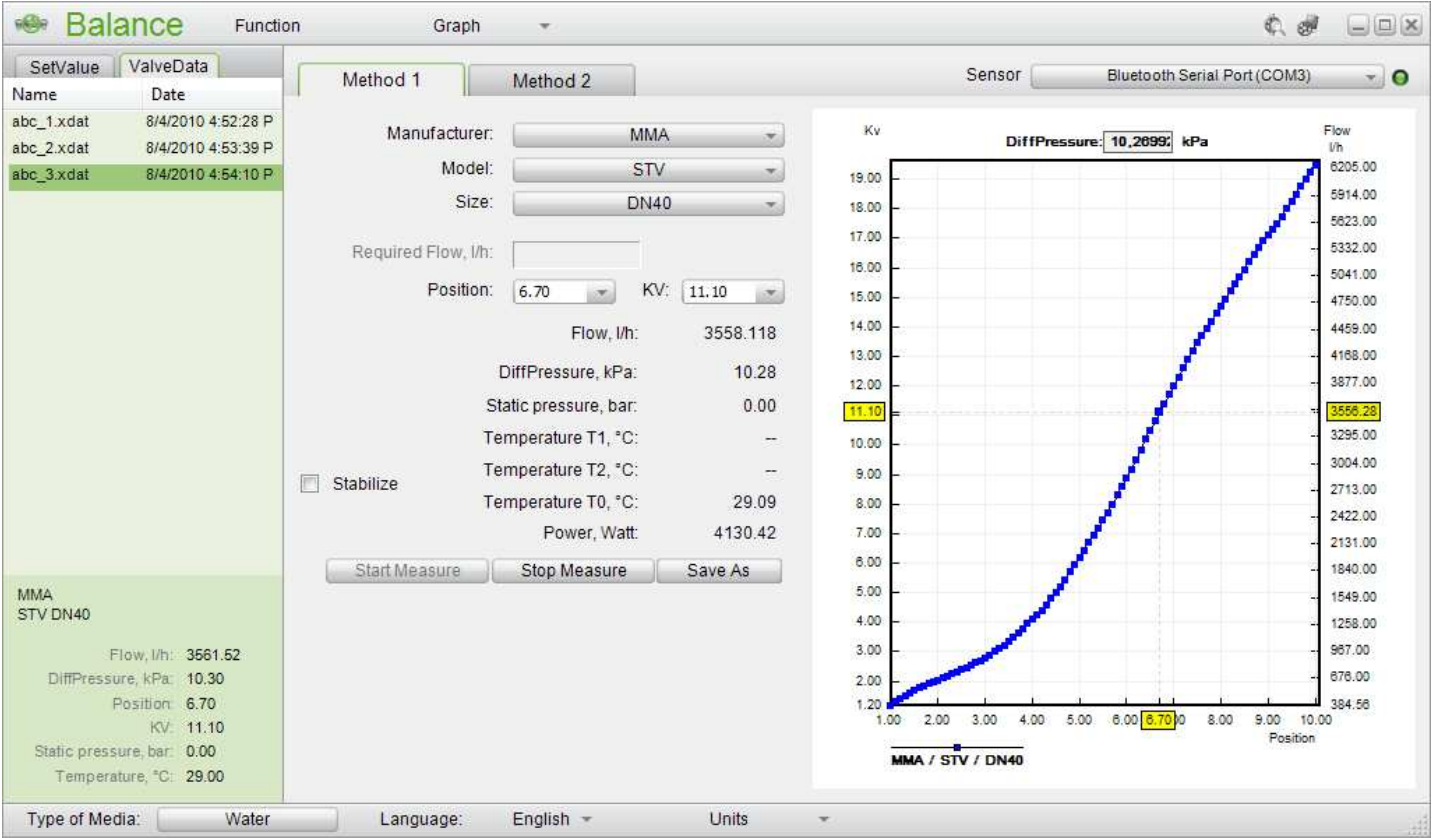 Balance Function Graph
SetValue ValveData
Name Date
abc_1.xdat 8/4/2010 4:52:28 P
abc_2.xdat 8/4/2010 4:53:39 P
abc_3.xdat 8/4/2010 4:54:10 P
MMA
STV DN40
Flow, l/h: 3561.52
DiffPressure, kPa: 10.30
Position: 6.70
KV: 11.10
Static pressure, bar: 0.00
Temperature, °C: 29.00
Method 1 Method 2
Sensor Bluetooth Serial Port (COM3)
Manufacturer: MMA
Model: STV
Size: DN40
Required Flow, l/h:
Position: 6.70 KV: 11.10
Flow, l/h: 3558.118
DiffPressure, kPa: 10.28
Static pressure, bar: 0.00
Temperature T1, °C: --
Temperature T2, °C: --
Stabilize
Temperature T0, °C: 29.09
Power, Watt: 4130.42
Start Measure Stop Measure Save As
Kv
DiffPressure: 10,2699 kPa
Flow
l/h
19.00 6205.00
18.00 5914.00
17.00 5623.00
16.00 5332.00
15.00 5041.00
14.00 4750.00
13.00 4459.00
12.00 4168.00
11.10 3877.00
10.00 3556.28
9.00 3295.00
8.00 3004.00
7.00 2713.00
6.00 2422.00
5.00 2131.00
4.00 1840.00
3.00 1549.00
2.00 1258.00
1.20 967.00
676.00
384.56
1.00 2.00 3.00 4.00 5.00 6.00 6.70 8.00 9.00 10.00
Position
MMA / STV / DN40
Type of Media: Water Language: English Units